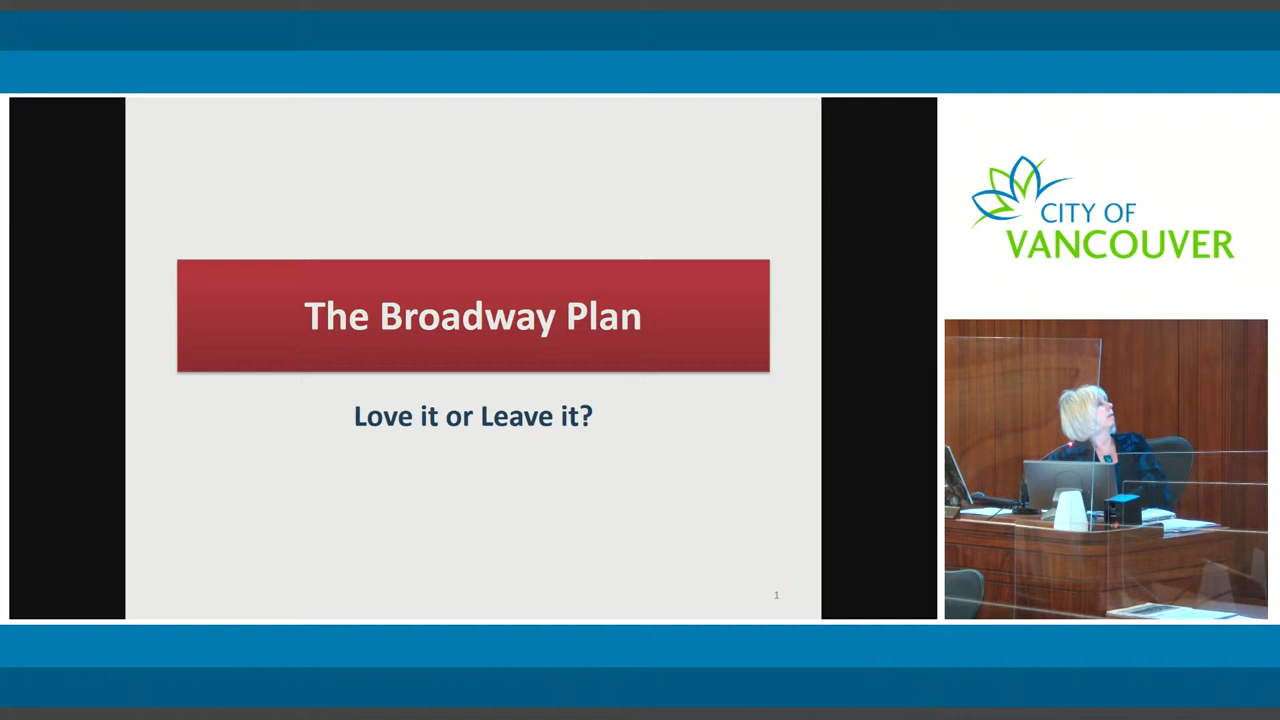 The Broadway Plan
Love it or Leave it?
1
CITY OF
VANCOUVER